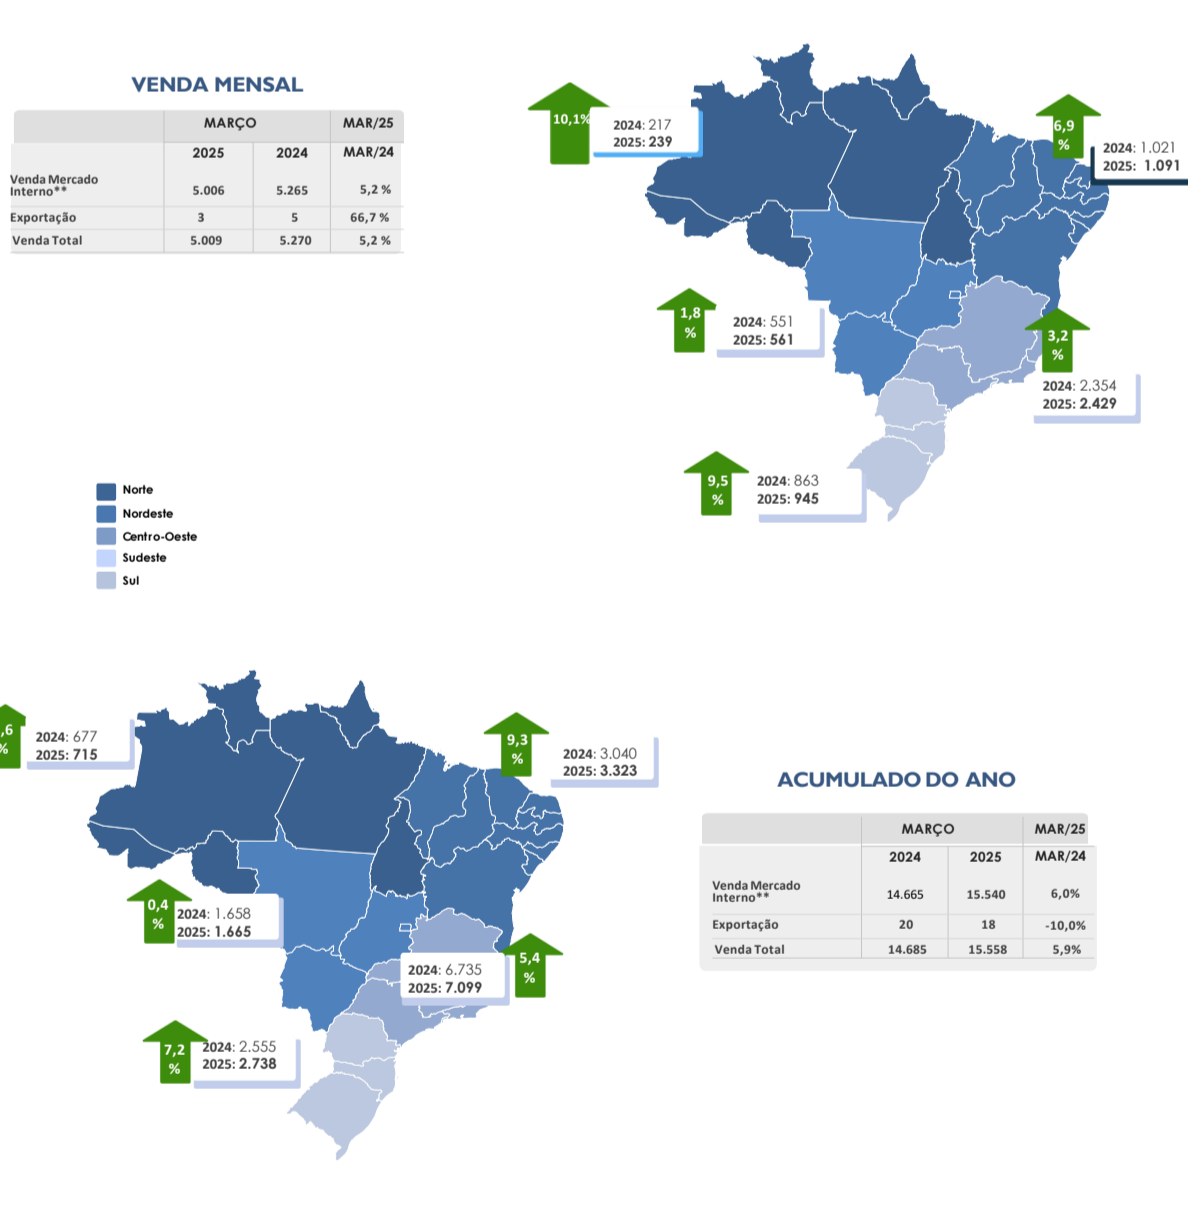 VENDA MENSAL
MARÇO MAR/25
2025 2024 MAR/24
Venda Mercado
Interno** 5.006 5.265 5,2 %
Exportação 3 5 66,7 %
Venda Total 5.009 5.270 5,2 %
10,1%
2024: 217
2025: 239
6,9
%
2024: 1.021
2025: 1.091
1,8
%
2024: 551
2025: 561
3,2
%
2024: 2.354
2025: 2.429
9,5
%
2024: 863
2025: 945
Norte
Nordeste
Centro-Oeste
Sudeste
Sul
,6
%
2024: 677
2025: 715
9,3
%
2024: 3.040
2025: 3.323
0,4
%
2024: 1.658
2025: 1.665
5,4
%
2024: 6.735
2025: 7.099
7,2
%
2024: 2.555
2025: 2.738
ACUMULADO DO ANO
MARÇO MAR/25
2024 2025 MAR/24
Venda Mercado
Interno** 14.665 15.540 6,0%
Exportação 20 18 -10,0%
Venda Total 14.685 15.558 5,9%